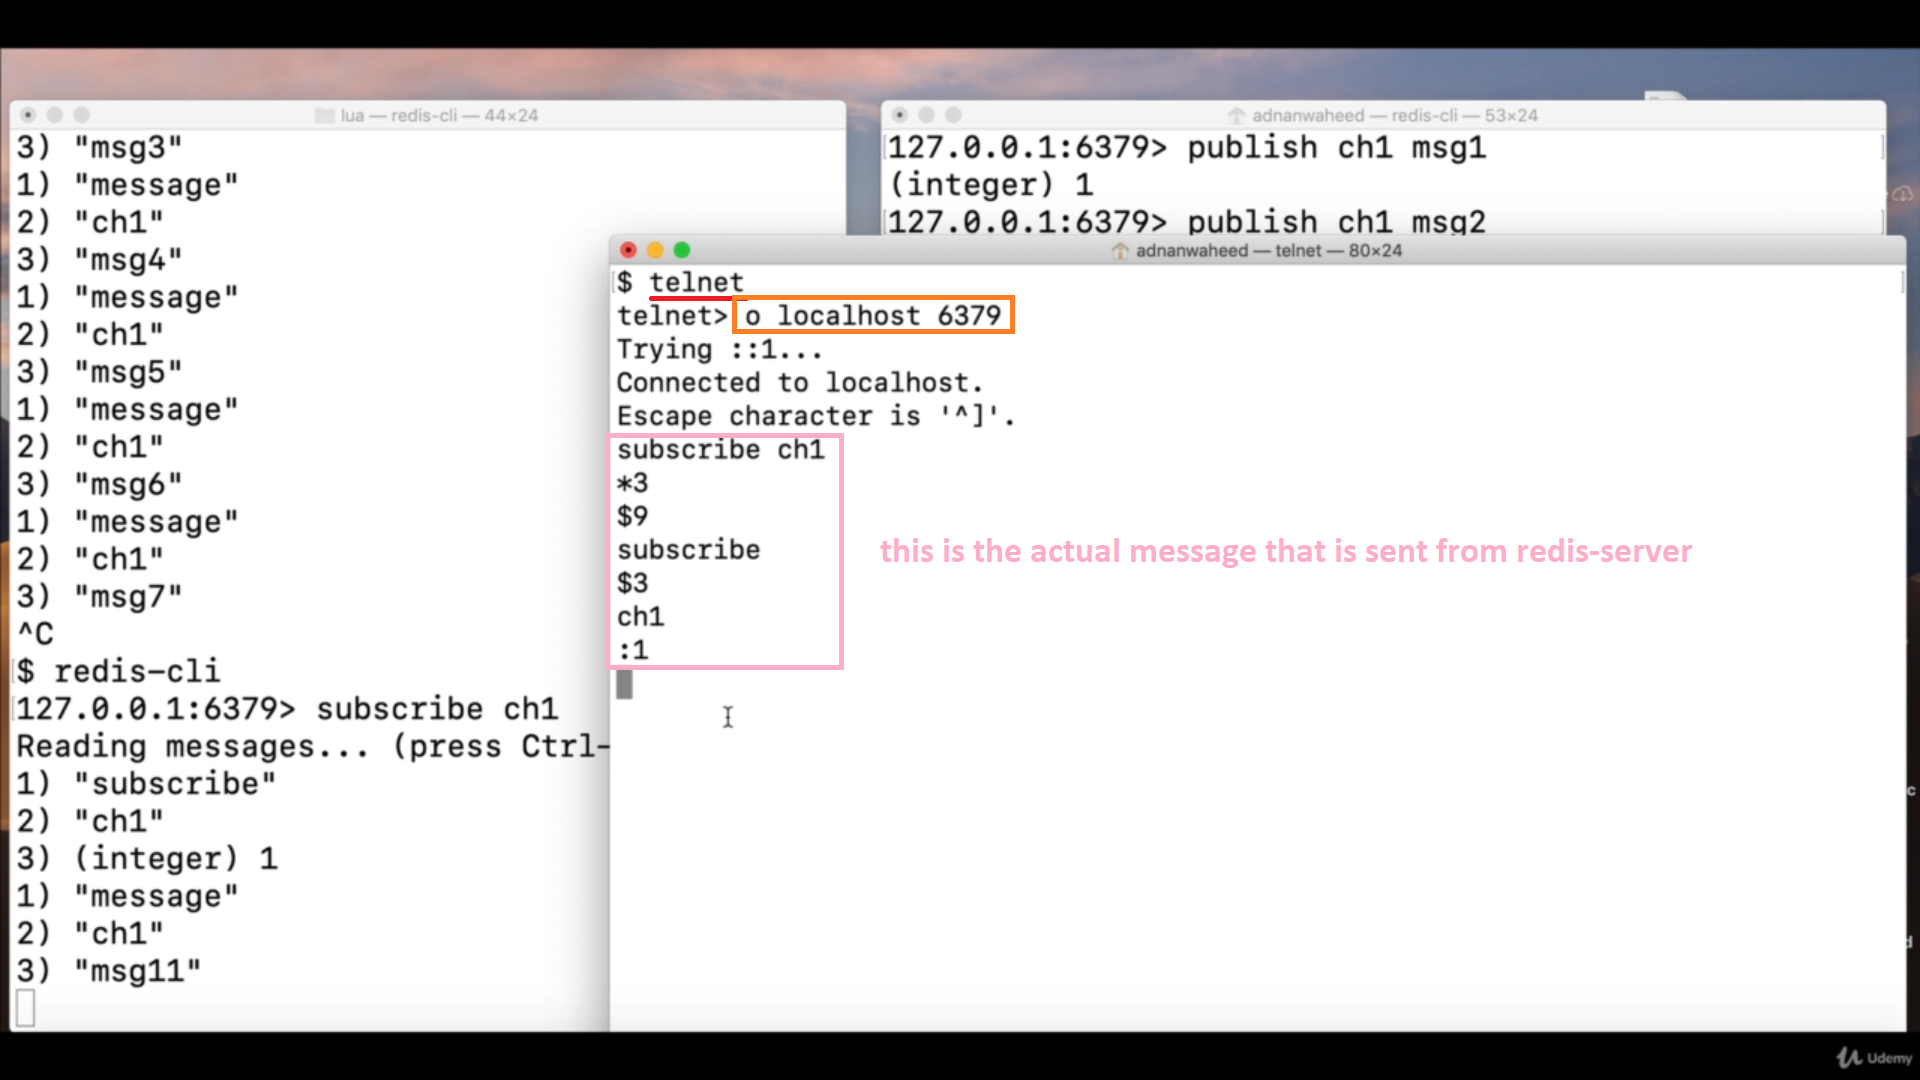 lua — redis-cli — 44×24
3) "msg3"
1) "message"
2) "ch1"
3) "msg4"
1) "message"
2) "ch1"
3) "msg5"
1) "message"
2) "ch1"
3) "msg6"
1) "message"
2) "ch1"
3) "msg7"
^C
$ redis-cli
127.0.0.1:6379> subscribe ch1
Reading messages... (press Ctrl-
1) "subscribe"
2) "ch1"
3) (integer) 1
1) "message"
2) "ch1"
3) "msg11"
adnanwaheed — redis-cli — 53×24
127.0.0.1:6379> publish ch1 msg1
(integer) 1
127.0.0.1:6379> publish ch1 msg2
adnanwaheed — telnet — 80×24
$ telnet
telnet> o localhost 6379
Trying ::1...
Connected to localhost.
Escape character is '^]'.
subscribe ch1
*3
$9
subscribe
$3
ch1
:1
this is the actual message that is sent from redis-server
c
d
Udemy